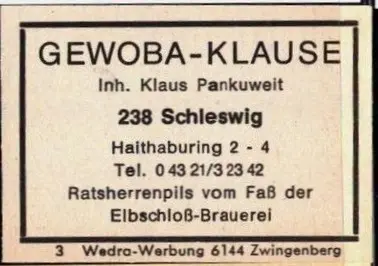 GEWOBA-KLAUSE
Inh. Klaus Pankuweit
238 Schleswig
Haithaburing 2 - 4
Tel. 0 43 21/3 23 42
Ratsherrenpils vom Faß der
Elbschloß-Brauerei
3 Wedra-Werbung 6144 Zwingenberg